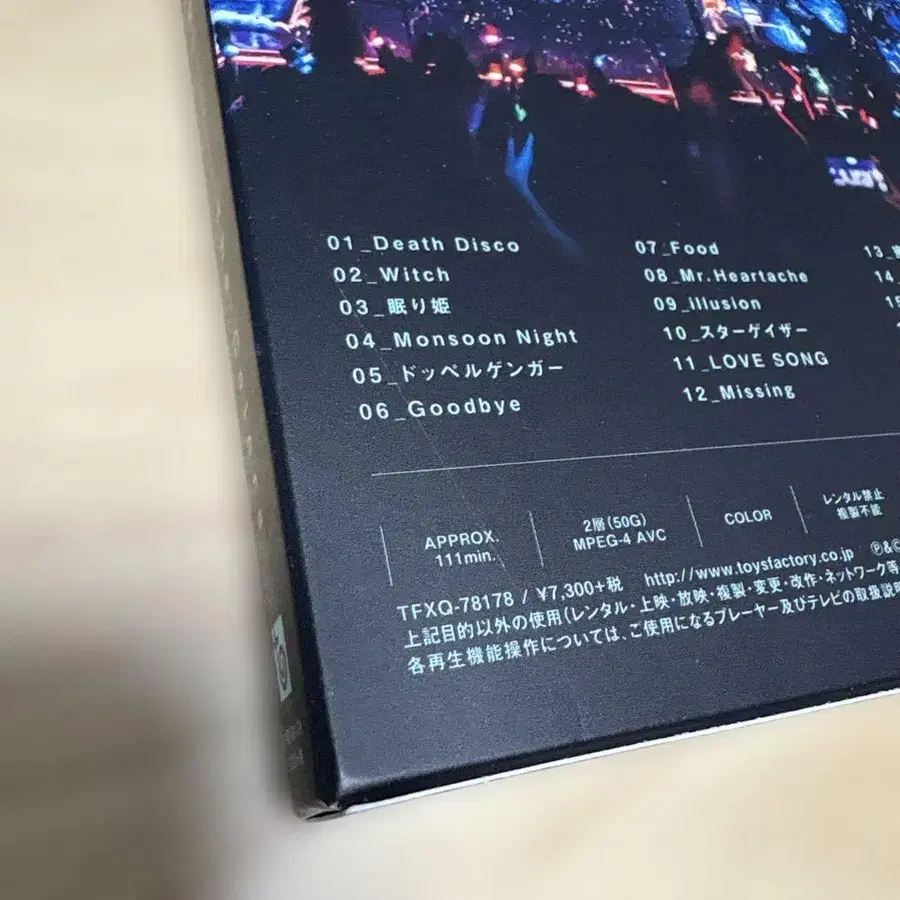 01_Death Disco
02_Witch
03_眠り姫
04_Monsoon Night
05_ドッペルゲンガー
06_Goodbye
07_Food
08_Mr.Heartache
09_illusion
10_スターゲイザー
11_LOVE SONG
12_Missing
13_
14_
15
APPROX.
111min.
2層(50G)
MPEG-4 AVC
COLOR
レンタル禁止
複製不能
TFXQ-78178 / ¥7,300+税 http://www.toysfactory.co.jp ℗&©
上記目的以外の使用(レンタル・上映・放映・複製・変更・改作・ネットワーク等
各再生機能操作については、ご使用になるプレーヤー及びテレビの取扱説明